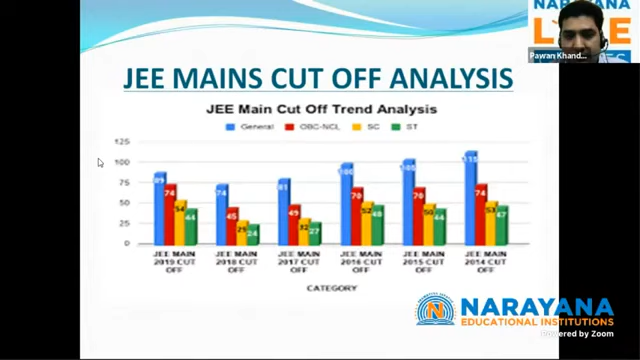 NARAYANA
Pawan Khand...
JEE MAINS CUT OFF ANALYSIS
JEE Main Cut Off Trend Analysis
General OBC-NCL SC ST
125
100
75
50
25
0
89 74 54 44
74 45 29 24
81 49 32 27
100 70 52 48
105 70 50 44
115 74 53 47
JEE MAIN 2019 CUT OFF
JEE MAIN 2018 CUT OFF
JEE MAIN 2017 CUT OFF
JEE MAIN 2016 CUT OFF
JEE MAIN 2015 CUT OFF
JEE MAIN 2014 CUT OFF
CATEGORY
NARAYANA
EDUCATIONAL INSTITUTIONS
Powered by Zoom